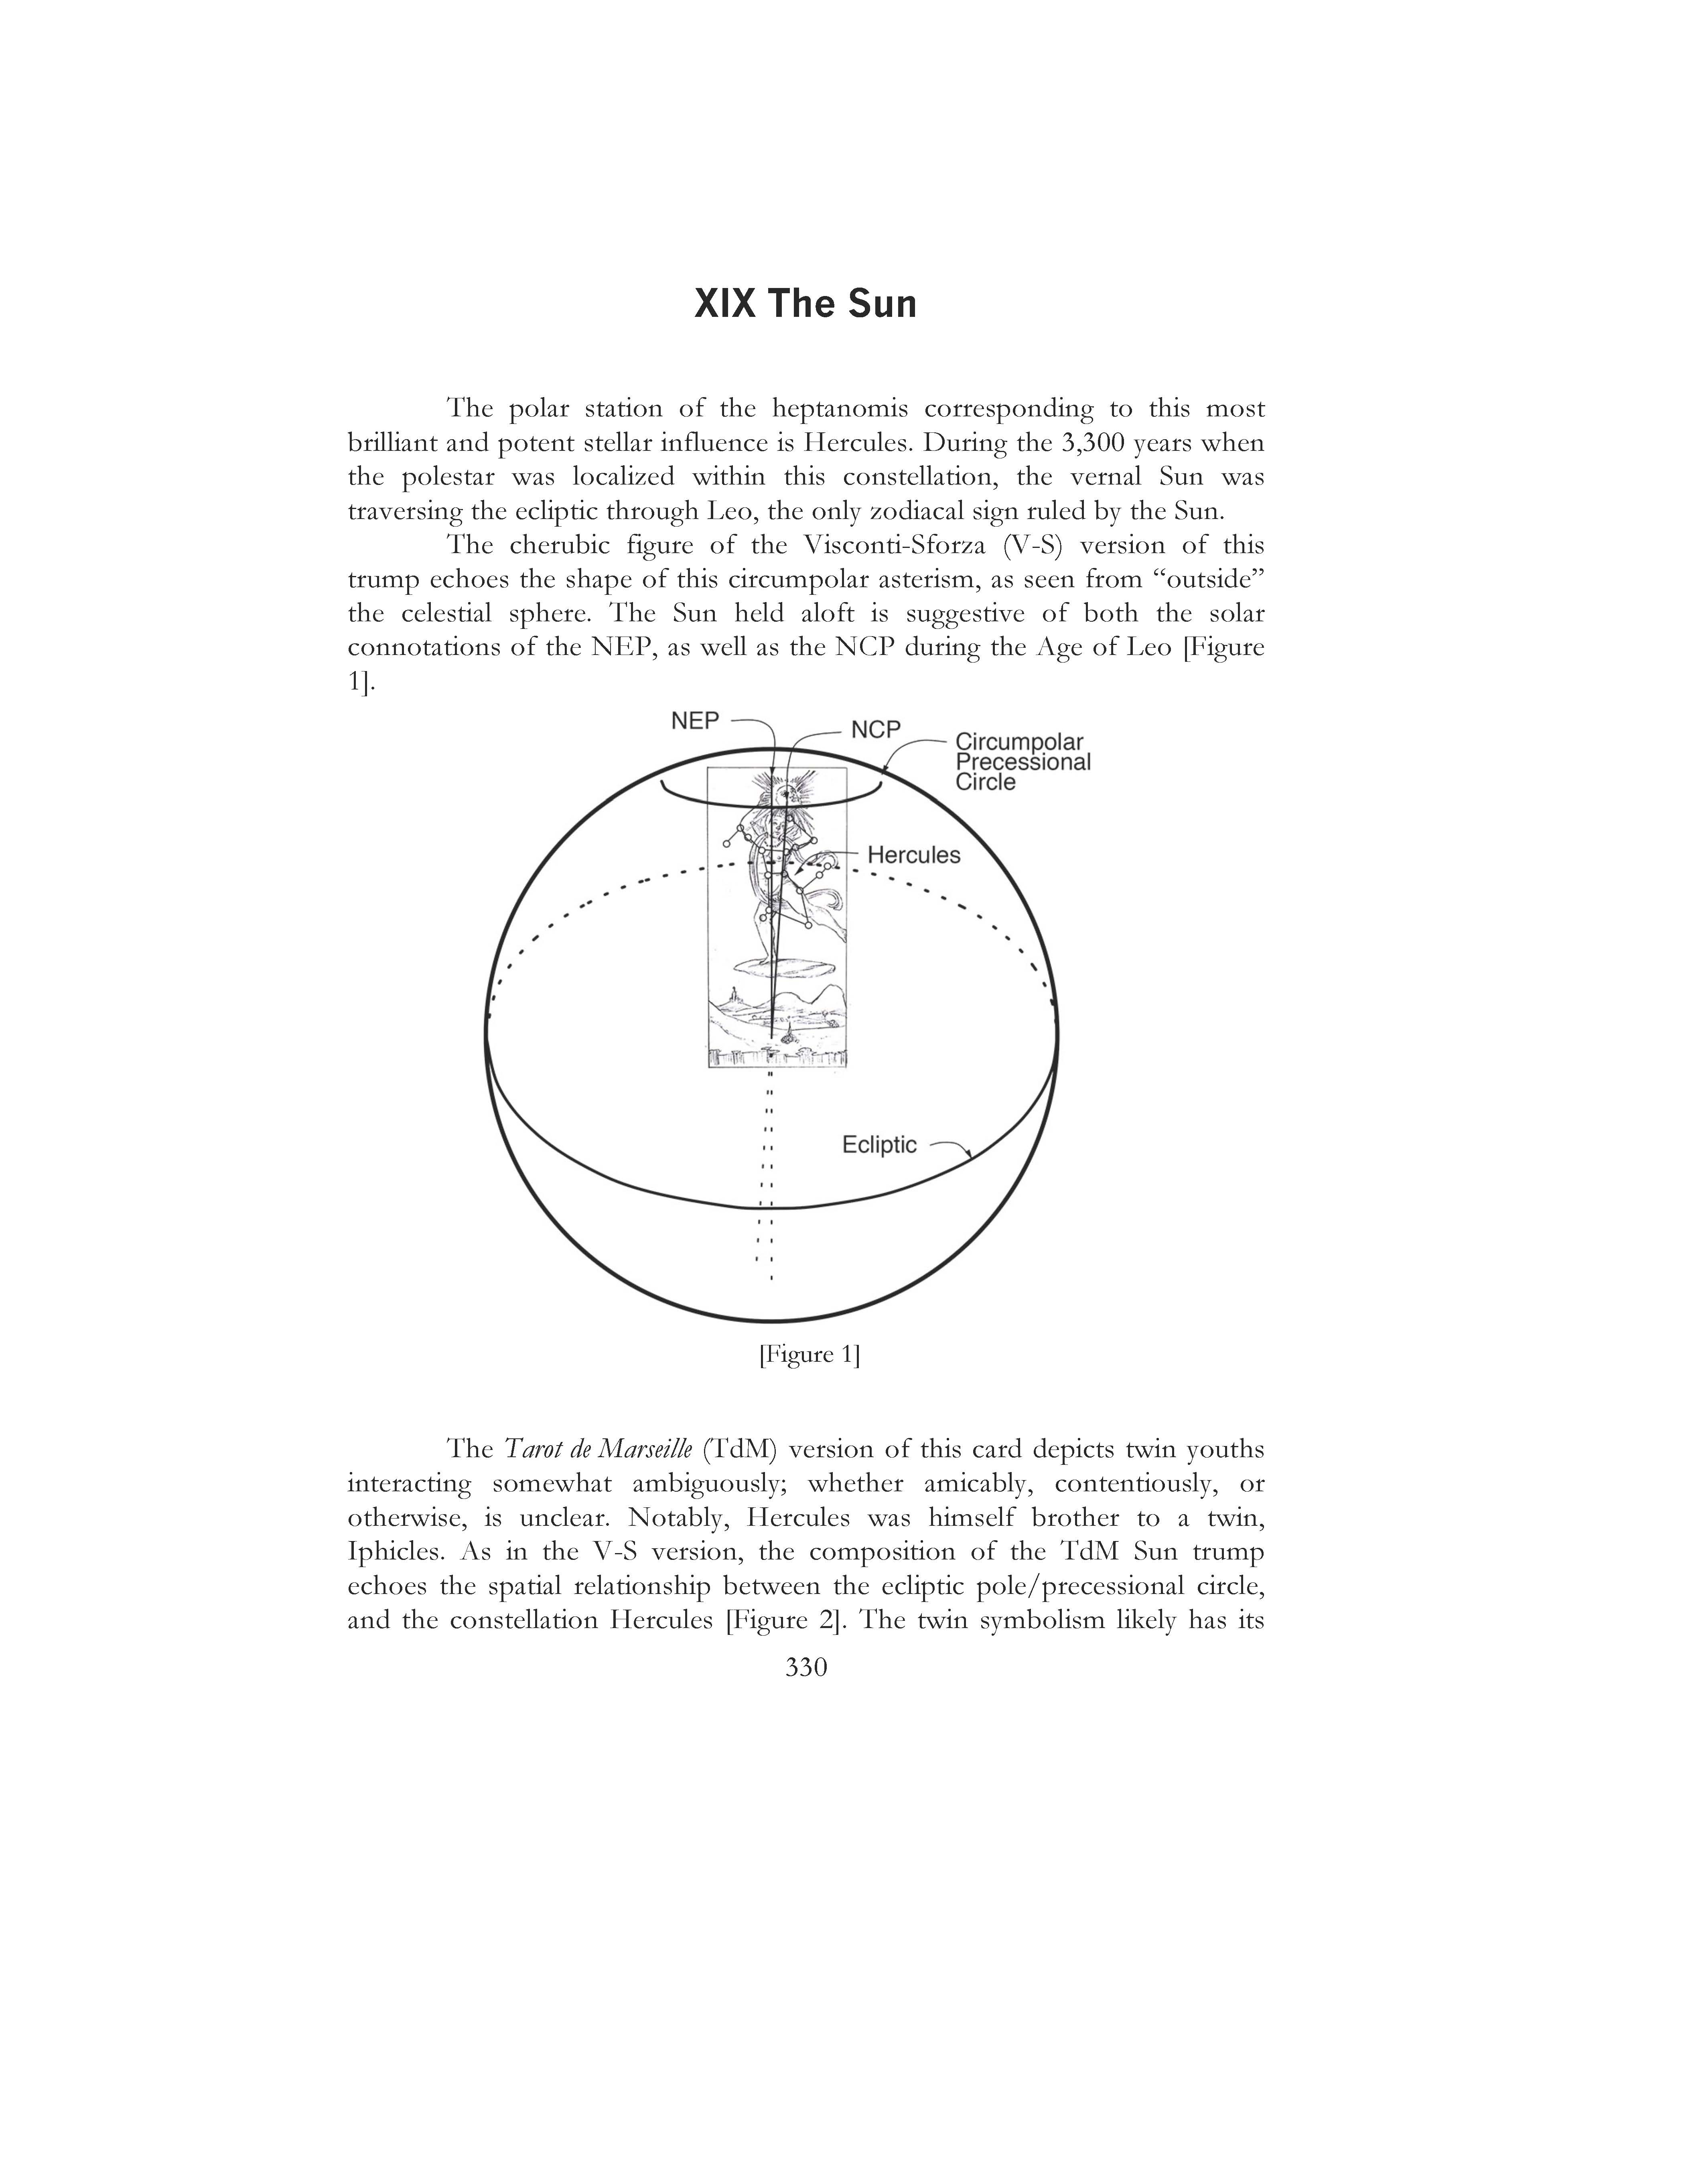 XIX The Sun
The polar station of the heptanomis corresponding to this most
brilliant and potent stellar influence is Hercules. During the 3,300 years when
the polestar was localized within this constellation, the vernal Sun was
traversing the ecliptic through Leo, the only zodiacal sign ruled by the Sun.
The cherubic figure of the Visconti-Sforza (V-S) version of this
trump echoes the shape of this circumpolar asterism, as seen from “outside”
the celestial sphere. The Sun held aloft is suggestive of both the solar
connotations of the NEP, as well as the NCP during the Age of Leo [Figure
1].
NEP
NCP
Circumpolar
Precessional
Circle
Hercules
Ecliptic
[Figure 1]
The Tarot de Marseille (TdM) version of this card depicts twin youths
interacting somewhat ambiguously; whether amicably, contentiously, or
otherwise, is unclear. Notably, Hercules was himself brother to a twin,
Iphicles. As in the V-S version, the composition of the TdM Sun trump
echoes the spatial relationship between the ecliptic pole/precessional circle,
and the constellation Hercules [Figure 2]. The twin symbolism likely has its
330